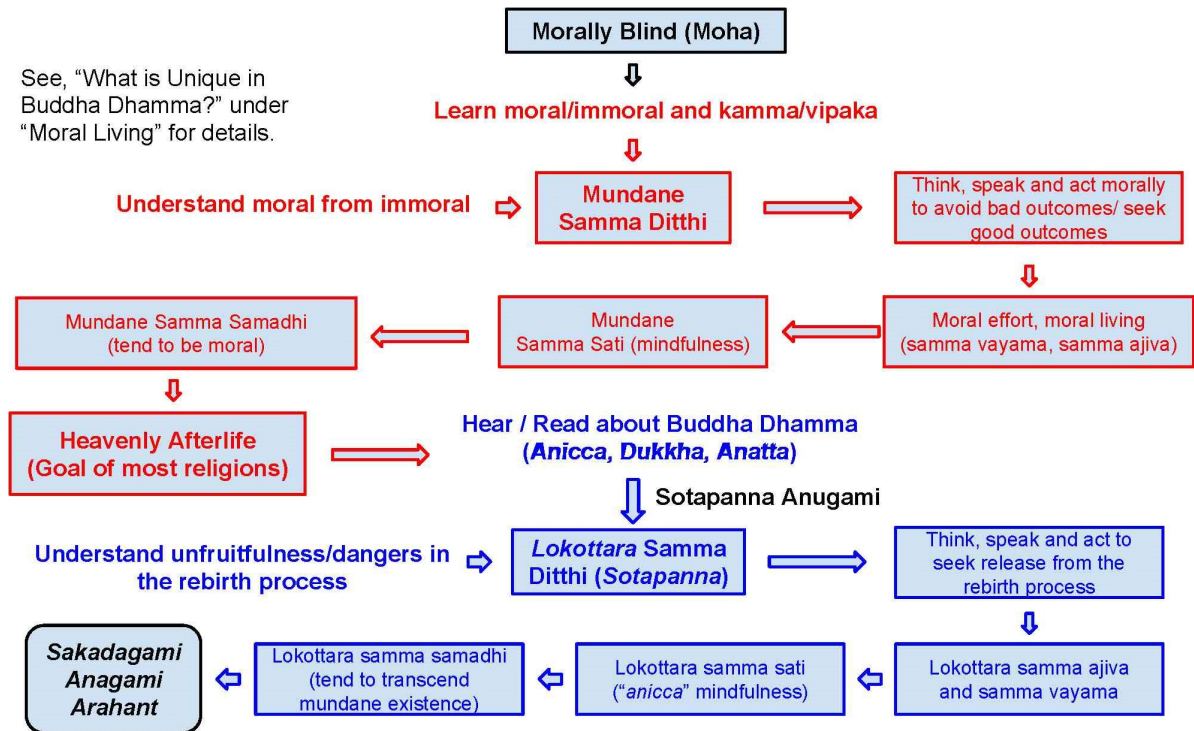 Morally Blind (Moha)
See, “What is Unique in
Buddha Dhamma?” under
“Moral Living” for details.
Learn moral/immoral and kamma/vipaka
Understand moral from immoral
Mundane
Samma Ditthi
Think, speak and act morally
to avoid bad outcomes/ seek
good outcomes
Moral effort, moral living
(samma vayama, samma ajiva)
Mundane
Samma Sati (mindfulness)
Mundane Samma Samadhi
(tend to be moral)
Heavenly Afterlife
(Goal of most religions)
Hear / Read about Buddha Dhamma
(Anicca, Dukkha, Anatta)
Sotapanna Anugami
Understand unfruitfulness/dangers in
the rebirth process
Lokottara Samma
Ditthi (Sotapanna)
Think, speak and act to
seek release from the
rebirth process
Lokottara samma ajiva
and samma vayama
Lokottara samma sati
(“anicca” mindfulness)
Lokottara samma samadhi
(tend to transcend
mundane existence)
Sakadagami
Anagami
Arahant